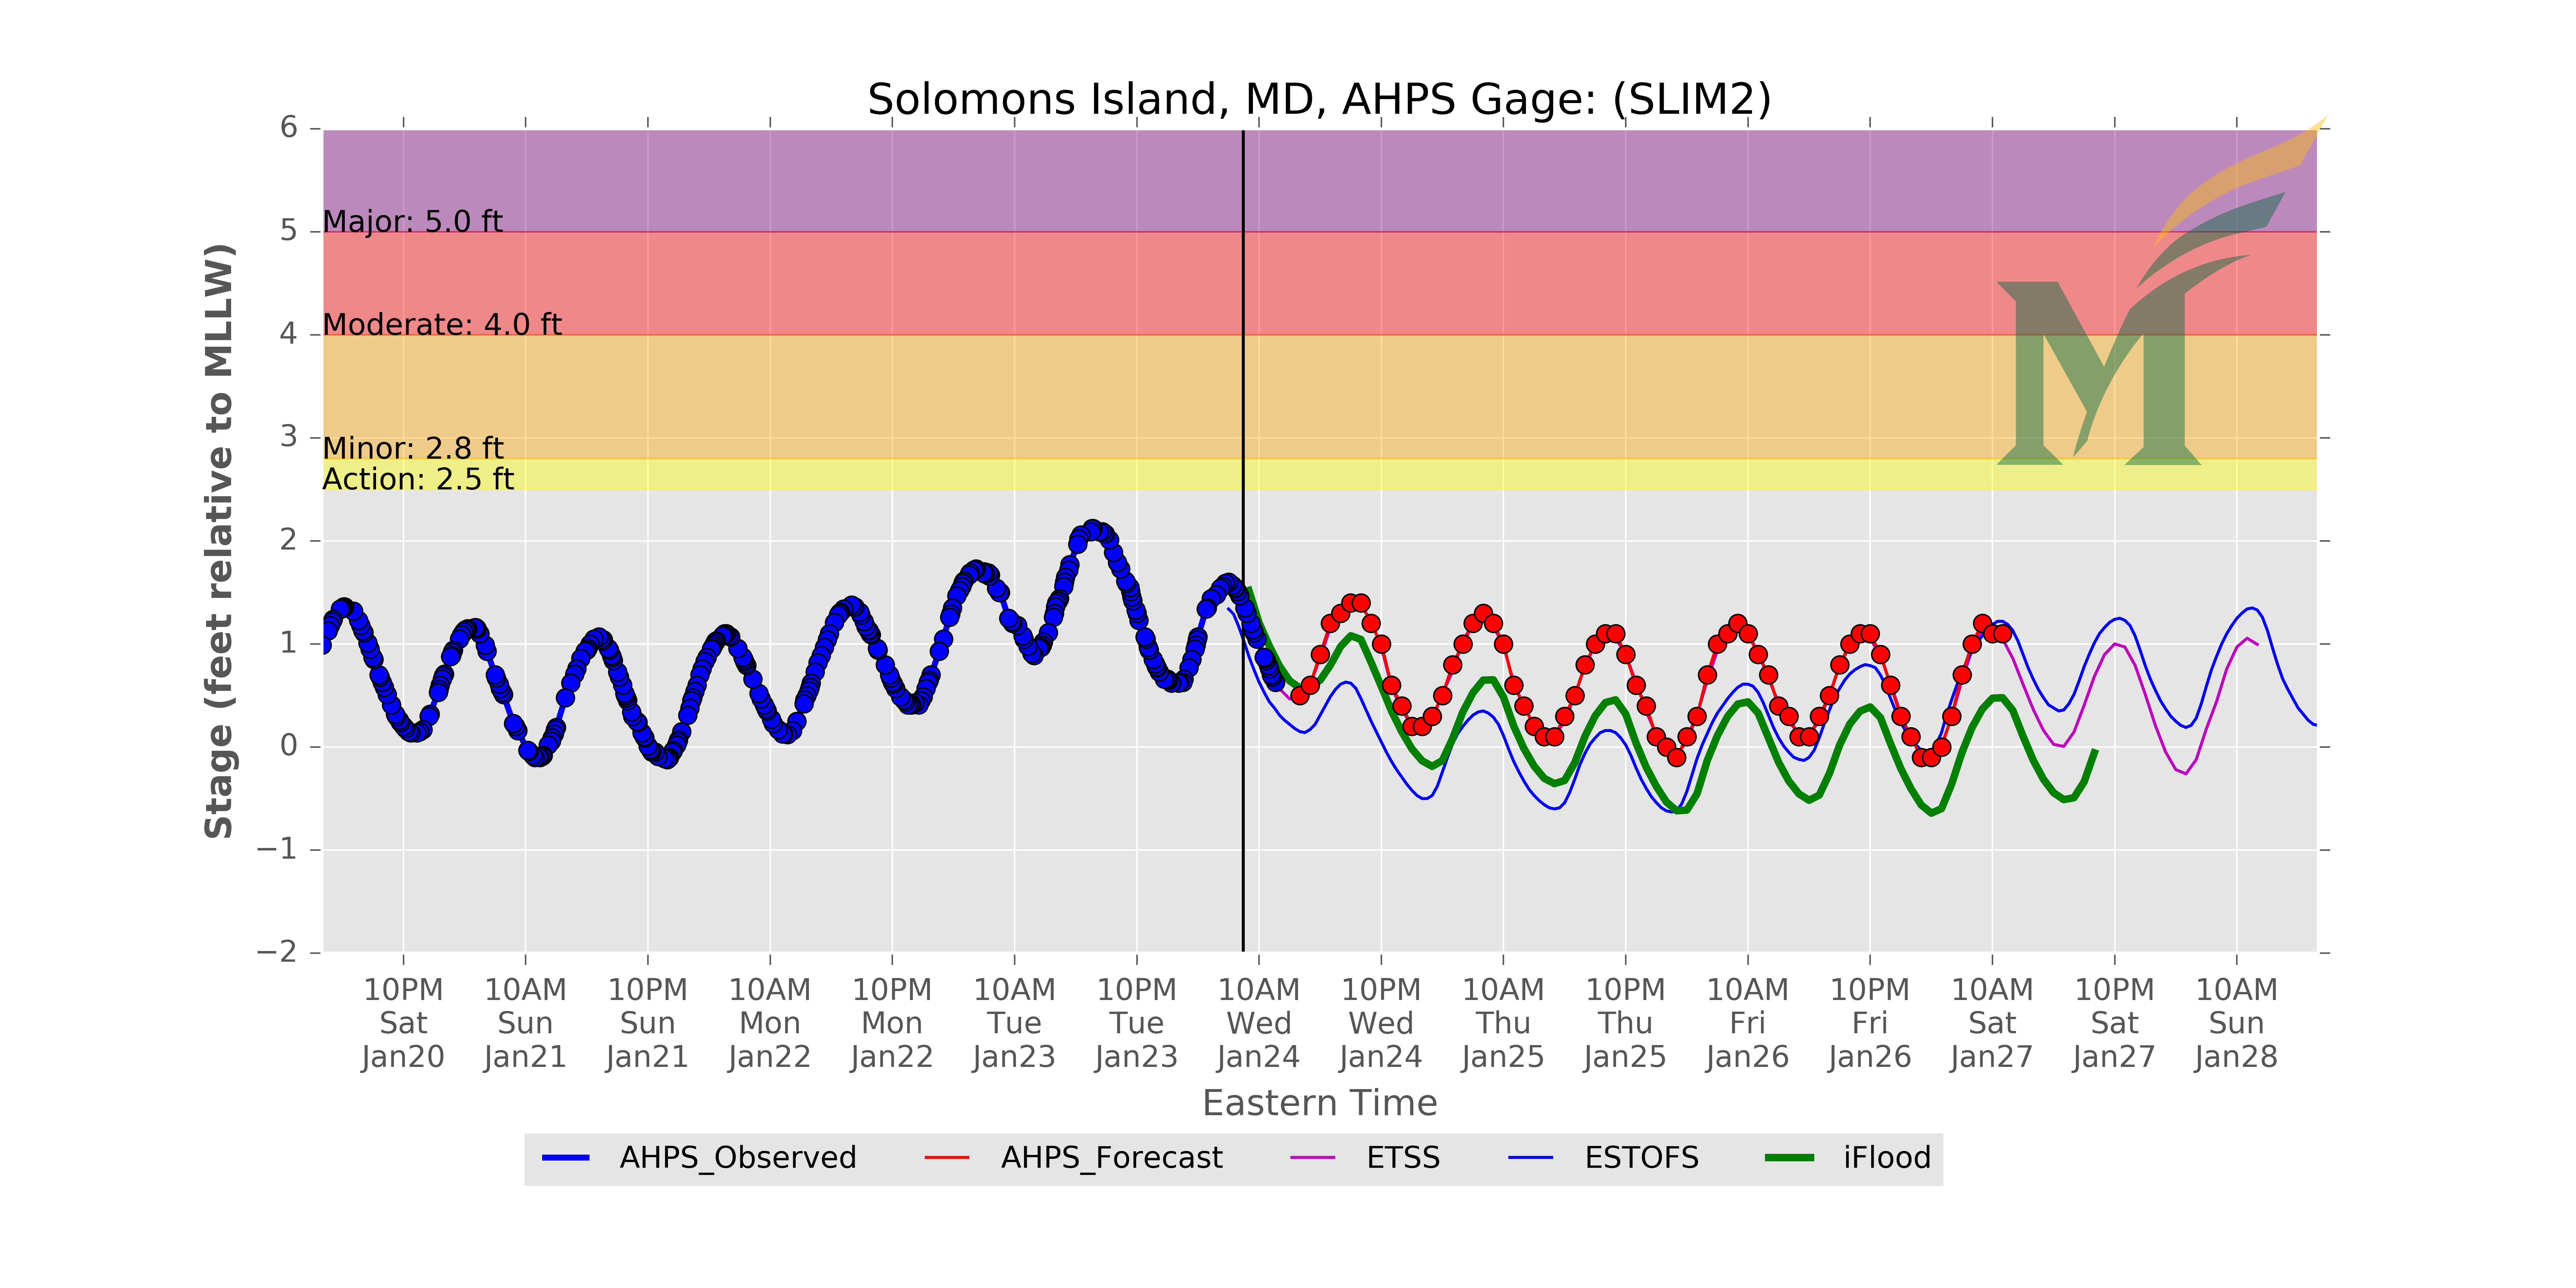 Solomons Island, MD, AHPS Gage: (SLIM2)
6
5
4
3
2
1
0
−1
−2
Stage (feet relative to MLLW)
Major: 5.0 ft
Moderate: 4.0 ft
Minor: 2.8 ft
Action: 2.5 ft
M
10PM 10AM 10PM 10AM 10PM 10AM 10PM 10AM 10PM 10AM 10PM 10AM 10PM 10AM 10PM 10AM
Sat Sun Sun Mon Mon Tue Tue Wed Wed Thu Thu Fri Fri Sat Sat Sun
Jan20 Jan21 Jan21 Jan22 Jan22 Jan23 Jan23 Jan24 Jan24 Jan25 Jan25 Jan26 Jan26 Jan27 Jan27 Jan28
Eastern Time
AHPS_Observed AHPS_Forecast ETSS ESTOFS iFlood